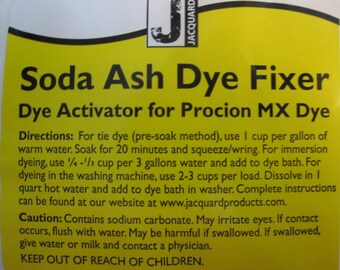 JACQUARD
Soda Ash Dye Fixer
Dye Activator for Procion MX Dye
Directions: For tie dye (pre-soak method), use 1 cup per gallon of
warm water. Soak for 20 minutes and squeeze/wring. For immersion
dyeing, use ¼ -⅓ cup per 3 gallons water and add to dye bath. For
dyeing in the washing machine, use 2-3 cups per load. Dissolve in 1
quart hot water and add to dye bath in washer. Complete instructions
can be found at our website at www.jacquardproducts.com.
Caution: Contains sodium carbonate. May irritate eyes. If contact
occurs, flush with water. May be harmful if swallowed. If swallowed,
give water or milk and contact a physician.
KEEP OUT OF REACH OF CHILDREN.